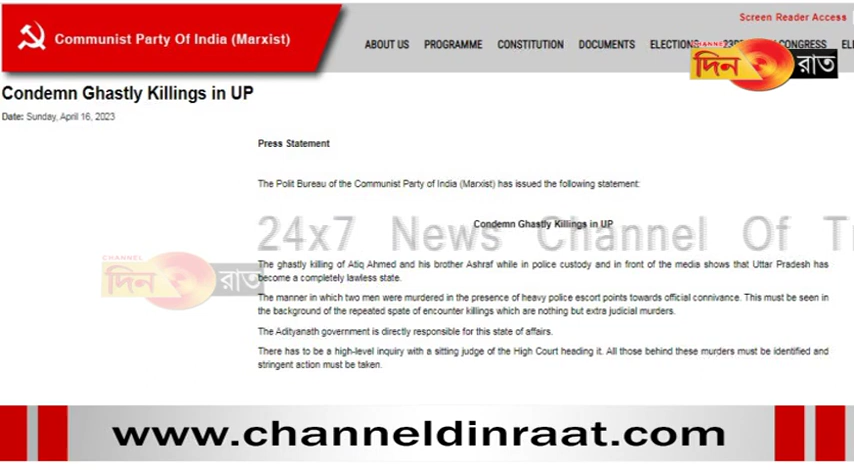 Screen Reader Access
Communist Party Of India (Marxist)
ABOUT US PROGRAMME CONSTITUTION DOCUMENTS ELECTIONS 23 CONGRESS
CHANNEL
দিন রাত
Condemn Ghastly Killings in UP
Date: Sunday, April 16, 2023
Press Statement
The Polit Bureau of the Communist Party of India (Marxist) has issued the following statement:
Condemn Ghastly Killings in UP
24x7 News Channel Of
CHANNEL
দিন রাত
The ghastly killing of Atiq Ahmed and his brother Ashraf while in police custody and in front of the media shows that Uttar Pradesh has
become a completely lawless state.
The manner in which two men were murdered in the presence of heavy police escort points towards official connivance. This must be seen in
the background of the repeated spate of encounter killings which are nothing but extra judicial murders.
The Adityanath government is directly responsible for this state of affairs.
There has to be a high-level inquiry with a sitting judge of the High Court heading it. All those behind these murders must be identified and
stringent action must be taken.
www.channeldinraat.com